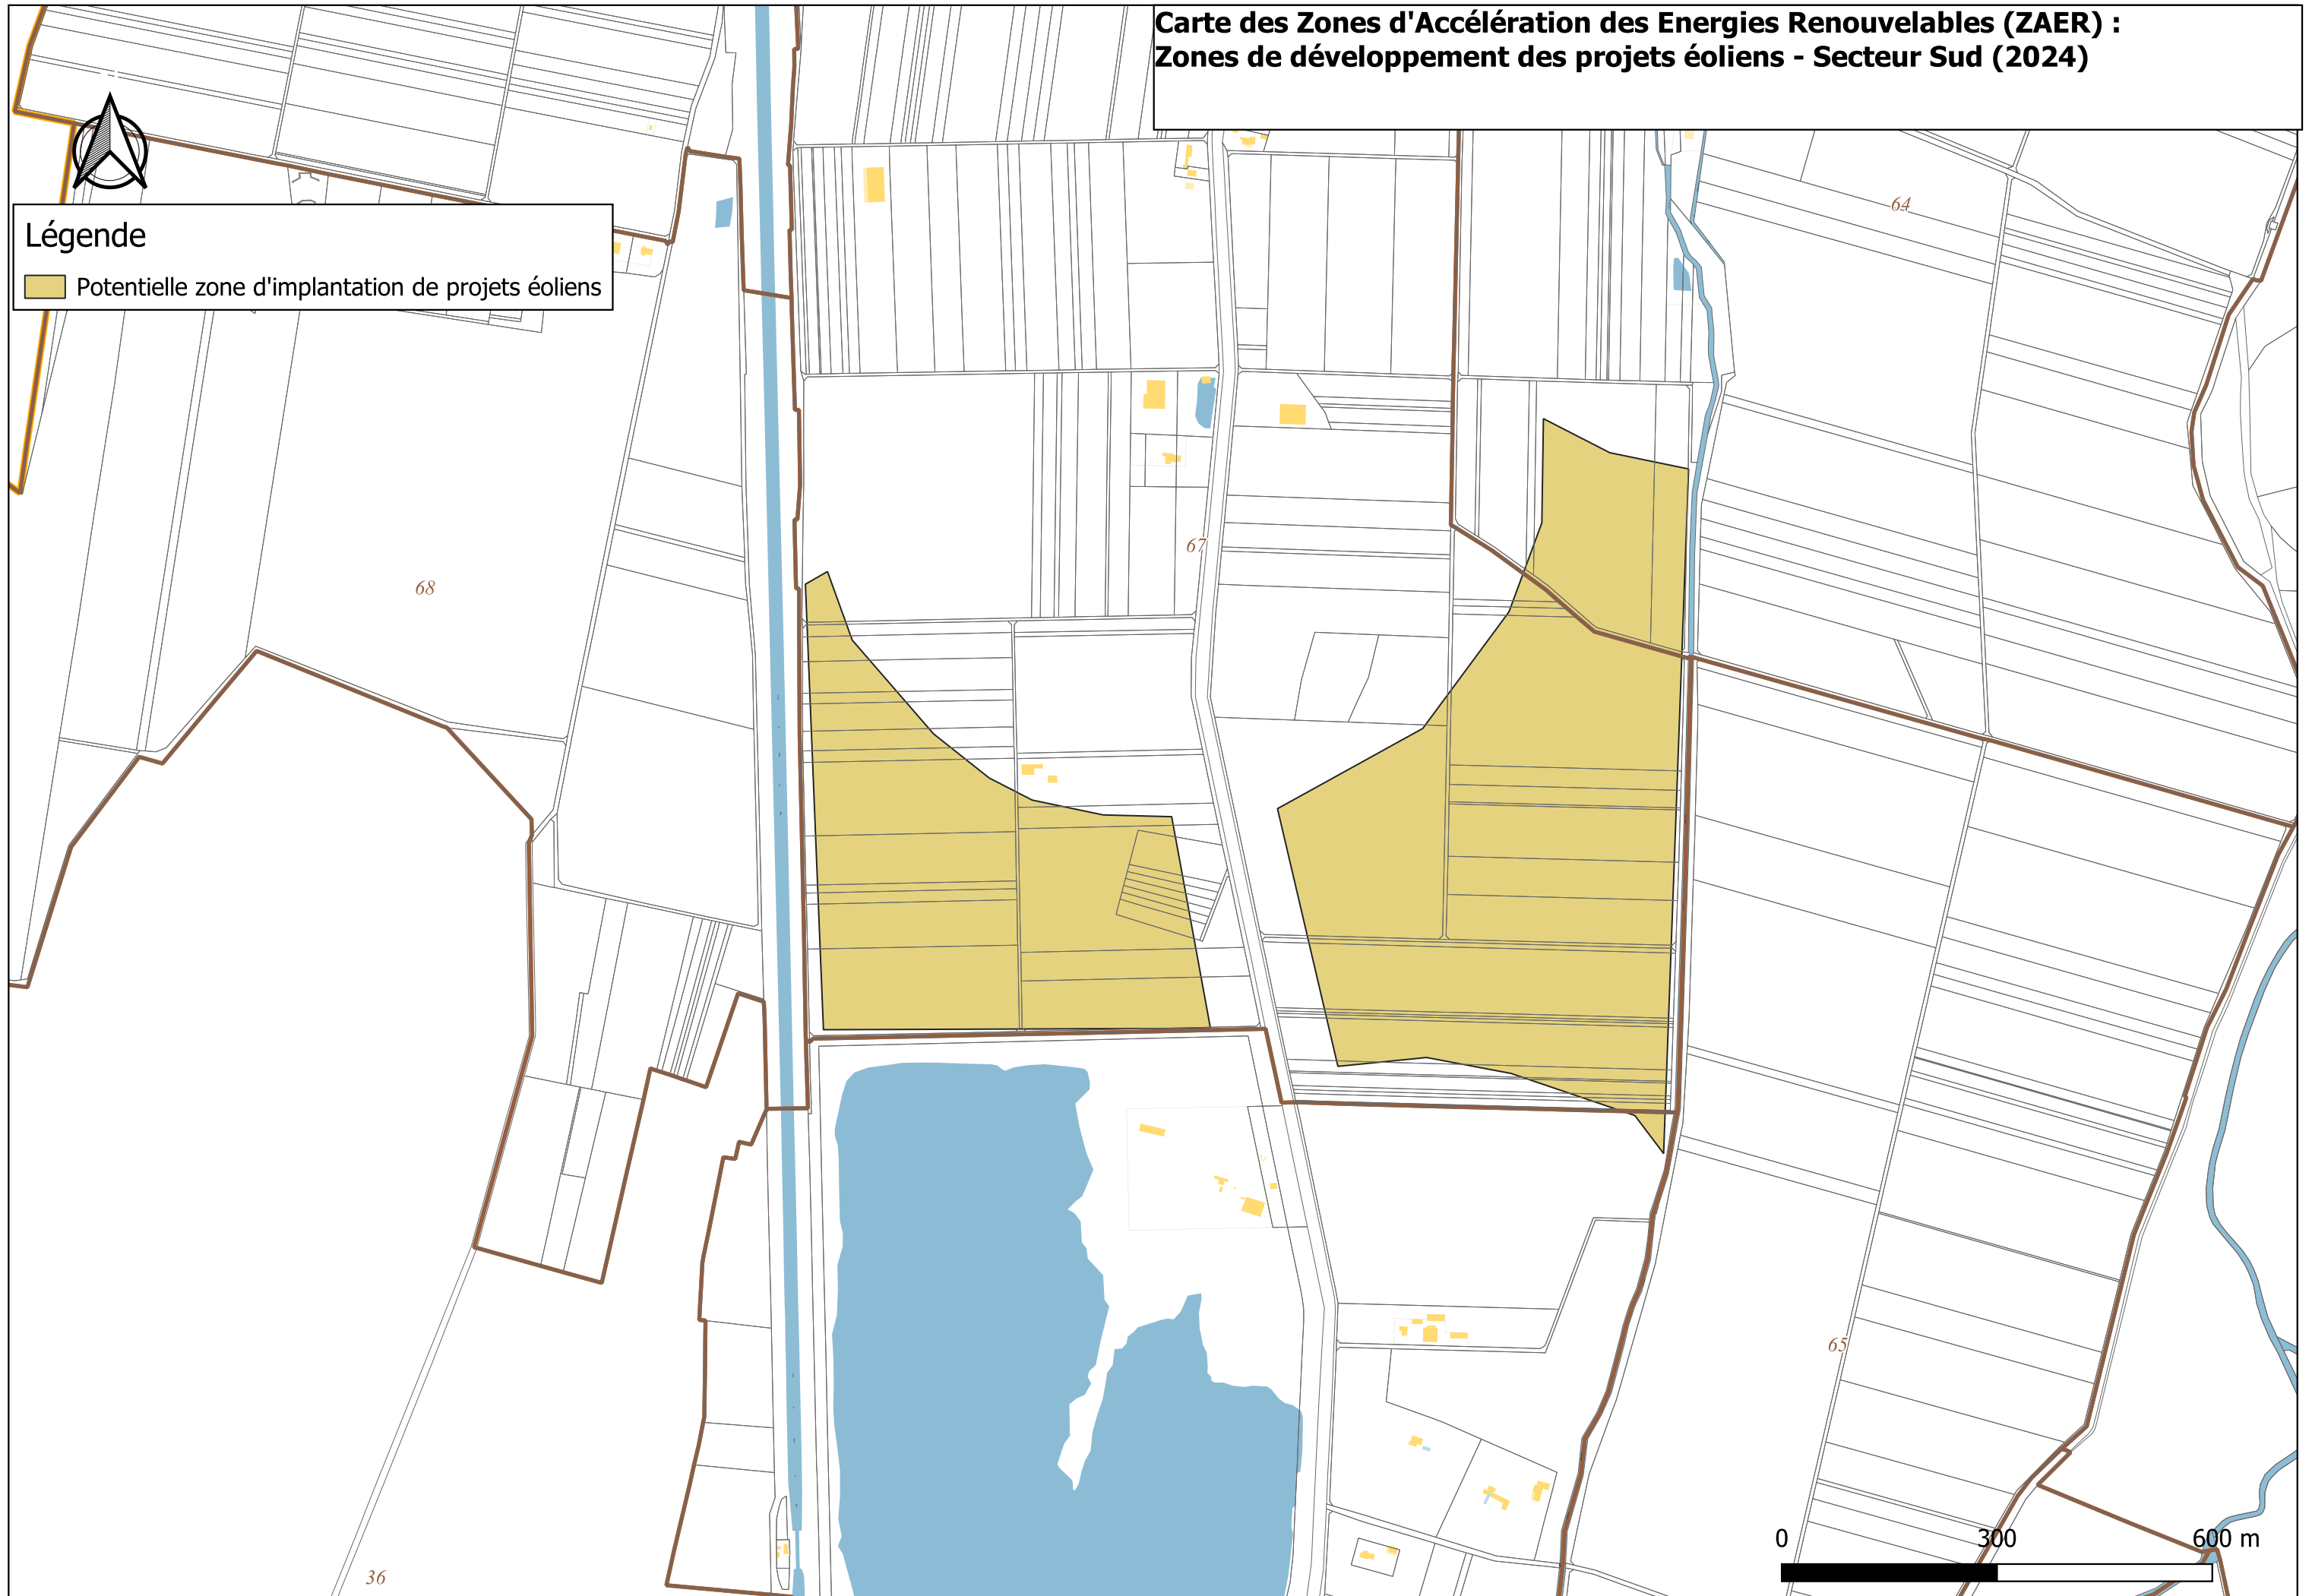 Carte des Zones d'Accélération des Energies Renouvelables (ZAER) :
Zones de développement des projets éoliens - Secteur Sud (2024)
Légende
Potentielle zone d'implantation de projets éoliens
64
67
68
65
36
0 300 600 m